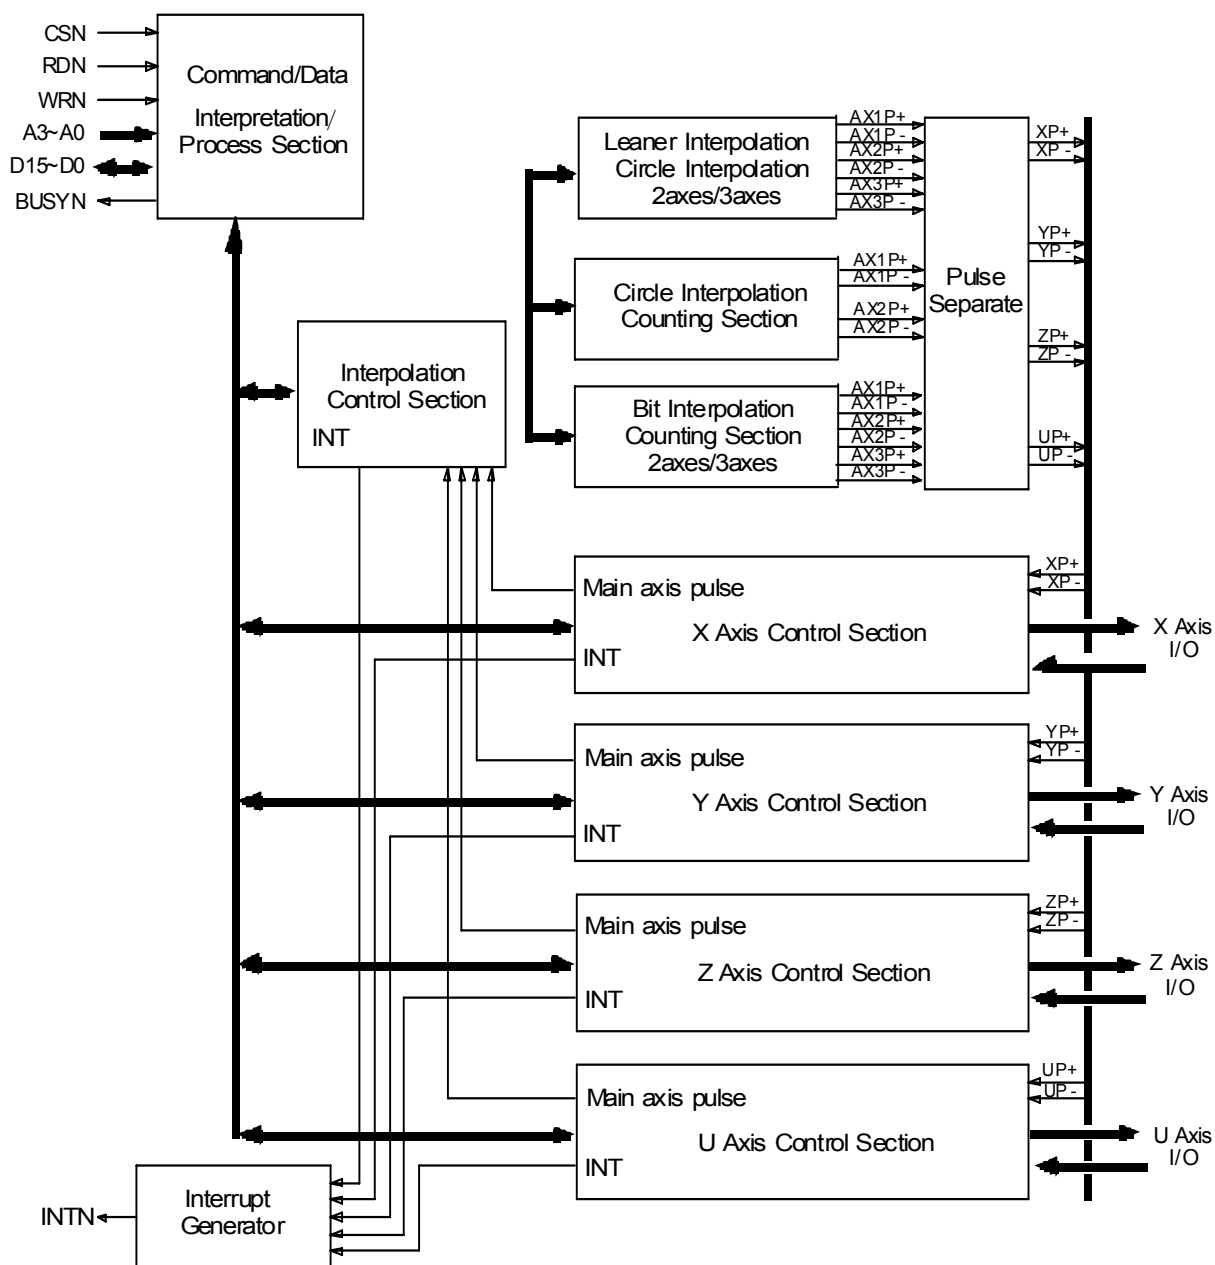 CSN
RDN
WRN
A3~A0
D15~D0
BUSYN
Command/Data
Interpretation/
Process Section
Leaner Interpolation
Circle Interpolation
2axes/3axes
AX1P+
AX1P-
AX2P+
AX2P-
AX3P+
AX3P-
Circle Interpolation
Counting Section
AX1P+
AX1P-
AX2P+
AX2P-
Bit Interpolation
Counting Section
2axes/3axes
AX1P+
AX1P-
AX2P+
AX2P-
AX3P+
AX3P-
Pulse
Separate
XP+
XP-
YP+
YP-
ZP+
ZP-
UP+
UP-
Interpolation
Control Section
INT
Main axis pulse
X Axis Control Section
INT
XP+
XP-
X Axis
I/O
Main axis pulse
Y Axis Control Section
INT
YP+
YP-
Y Axis
I/O
Main axis pulse
Z Axis Control Section
INT
ZP+
ZP-
Z Axis
I/O
Main axis pulse
U Axis Control Section
INT
UP+
UP-
U Axis
I/O
Interrupt
Generator
INTN